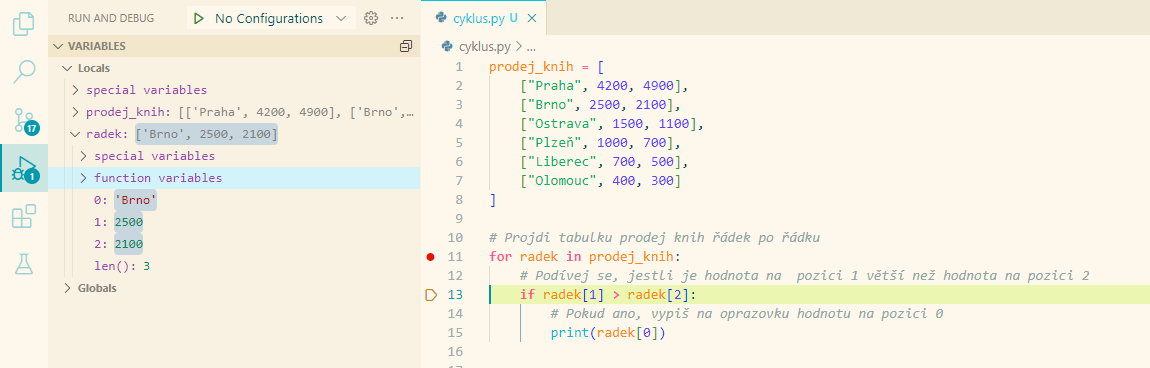 RUN AND DEBUG
No Configurations
VARIABLES
Locals
special variables
prodej_knih: [['Praha', 4200, 4900], ['Brno',…
radek: ['Brno', 2500, 2100]
special variables
function variables
0: 'Brno'
1: 2500
2: 2100
len(): 3
Globals
17
1
cyklus.py U
cyklus.py > ...
1 prodej_knih = [
2     ["Praha", 4200, 4900],
3     ["Brno", 2500, 2100],
4     ["Ostrava", 1500, 1100],
5     ["Plzeň", 1000, 700],
6     ["Liberec", 700, 500],
7     ["Olomouc", 400, 300]
8 ]
9
10 # Projdi tabulku prodej knih řádek po řádku
11 for radek in prodej_knih:
12     # Podívej se, jestli je hodnota na  pozici 1 větší než hodnota na pozici 2
13     if radek[1] > radek[2]:
14         # Pokud ano, vypiš na oprazovku hodnotu na pozici 0
15         print(radek[0])
16